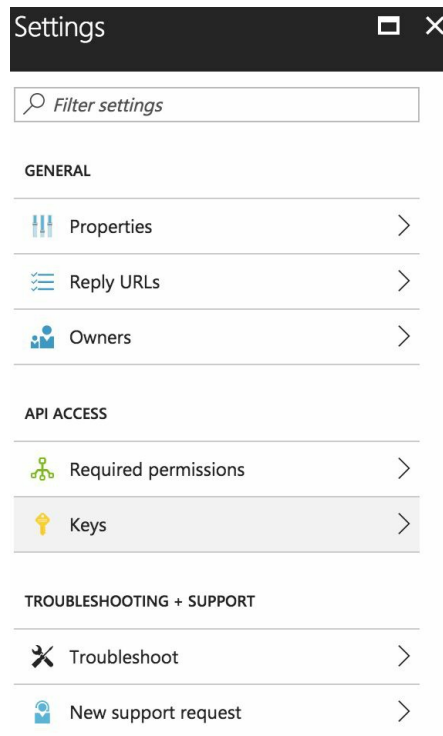 Settings
Filter settings
GENERAL
Properties
Reply URLs
Owners
API ACCESS
Required permissions
Keys
TROUBLESHOOTING + SUPPORT
Troubleshoot
New support request